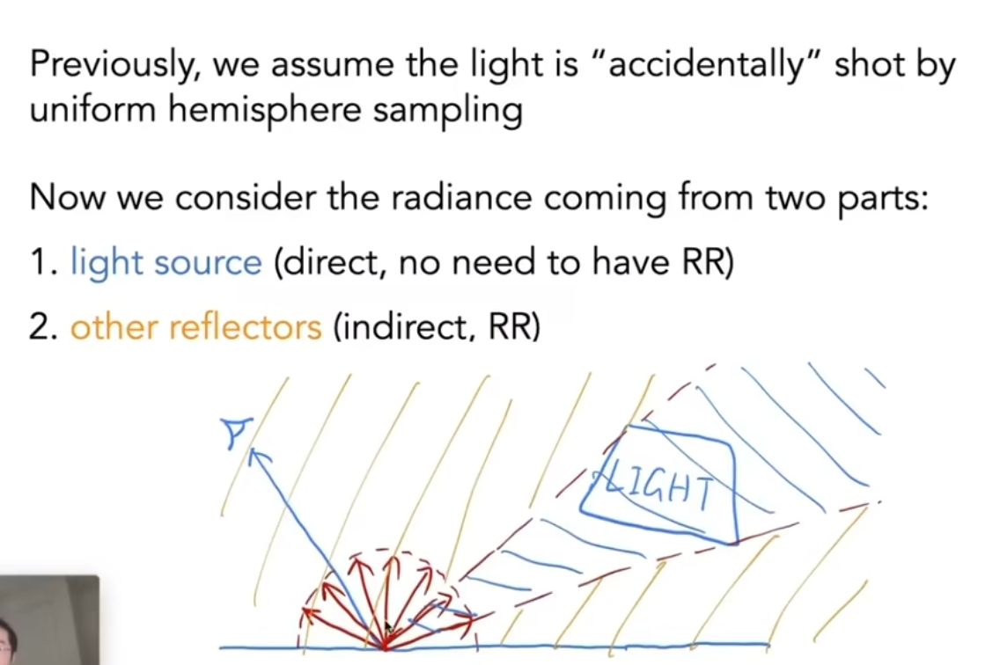 Previously, we assume the light is “accidentally” shot by
uniform hemisphere sampling
Now we consider the radiance coming from two parts:
1. light source (direct, no need to have RR)
2. other reflectors (indirect, RR)
LIGHT